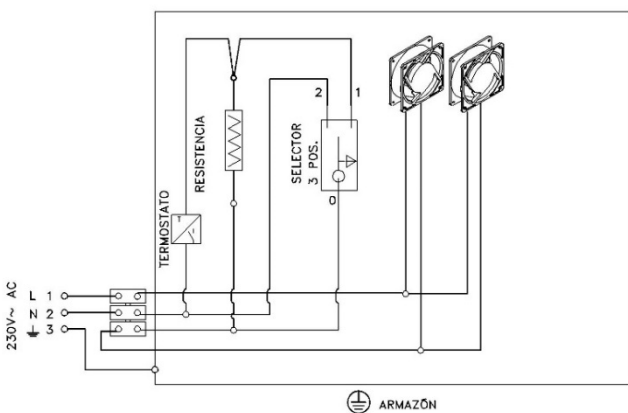 2
1
RESISTENCIA
SELECTOR
3 POS.
0
TERMOSTATO
T
230V~ AC
L 1
N 2
3
ARMAZÓN